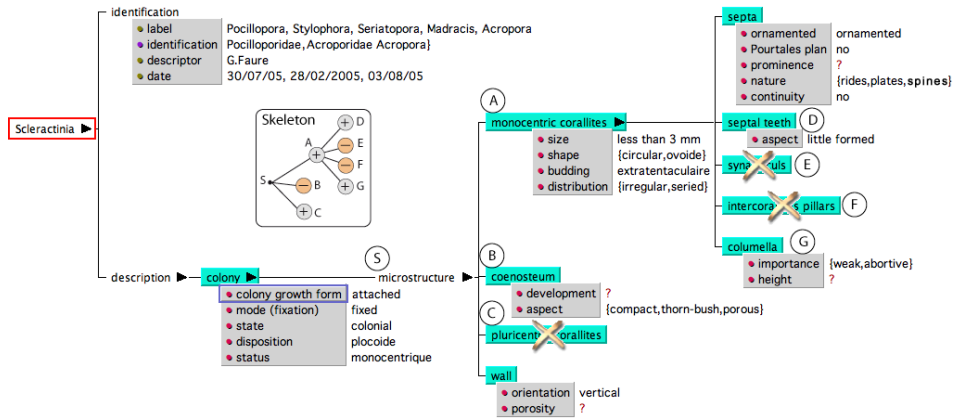 identification
label Pocillopora, Stylophora, Seriatopora, Madracis, Acropora
identification Pocilloporidae,Acroporidae Acropora}
descriptor G.Faure
date 30/07/05, 28/02/2005, 03/08/05
Scleractinia
Skeleton
S
A
B
C
D
E
F
G
description
colony
colony growth form attached
mode (fixation) fixed
state colonial
disposition plocoide
status monocentrique
S
microstructure
A
monocentric corallites
size less than 3 mm
shape {circular,ovoide}
budding extratentaculaire
distribution {irregular,seried}
B
coenosteum
development ?
aspect {compact,thorn-bush,porous}
C
wall
orientation vertical
porosity ?
septa
ornamented ornamented
Pourtales plan no
prominence ?
nature {rides,plates,spines}
continuity no
septal teeth
D
aspect little formed
E
pillars
F
columella
G
importance {weak,abortive}
height ?